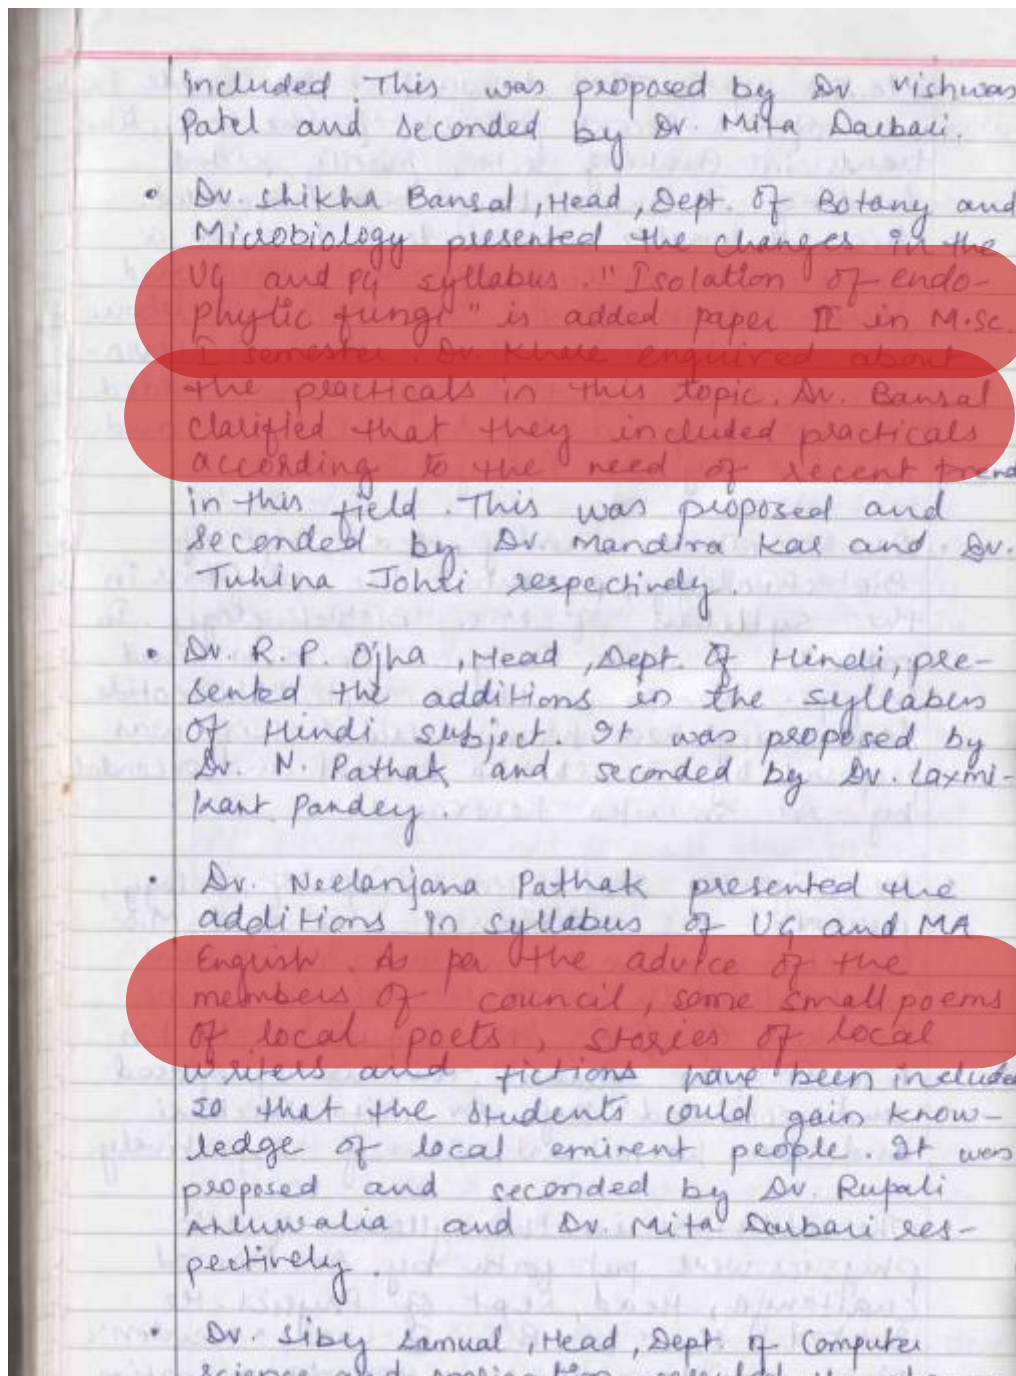 included. This was proposed by Dr. Vishwas
Patel and seconded by Dr. Mita Darbari.
• Dr. Shikha Bansal, Head, Dept. of Botany and
Microbiology presented the changes in the
UG and PG syllabus. "Isolation of endo-
phytic fungi" is added paper II in M.Sc.
I semester. Dr. Khare enquired about
the practicals in this topic. Dr. Bansal
clarified that they included practicals
according to the need of recent trend
in this field. This was proposed and
seconded by Dr Mandira Kar and Dr.
Tuhina Johri respectively.
• Dr. R. P. Ojha, Head, Dept. of Hindi, pre-
sented the additions in the syllabus
of Hindi subject. It was proposed by
Dr. N. Pathak and seconded by Dr. Laxmi-
kant Pandey.
• Dr. Neelanjana Pathak presented the
additions in syllabus of UG and MA
English. As per the advice of the
members of council, some small poems
of local poets, stories of local
writers and fictions have been include
so that the students could gain know-
ledge of local eminent people. It was
proposed and seconded by Dr. Rupali
Ahluwalia and Dr. Mita Darbari res-
pectively.
• Dr. Siby Samual, Head, Dept. of Computer
science and